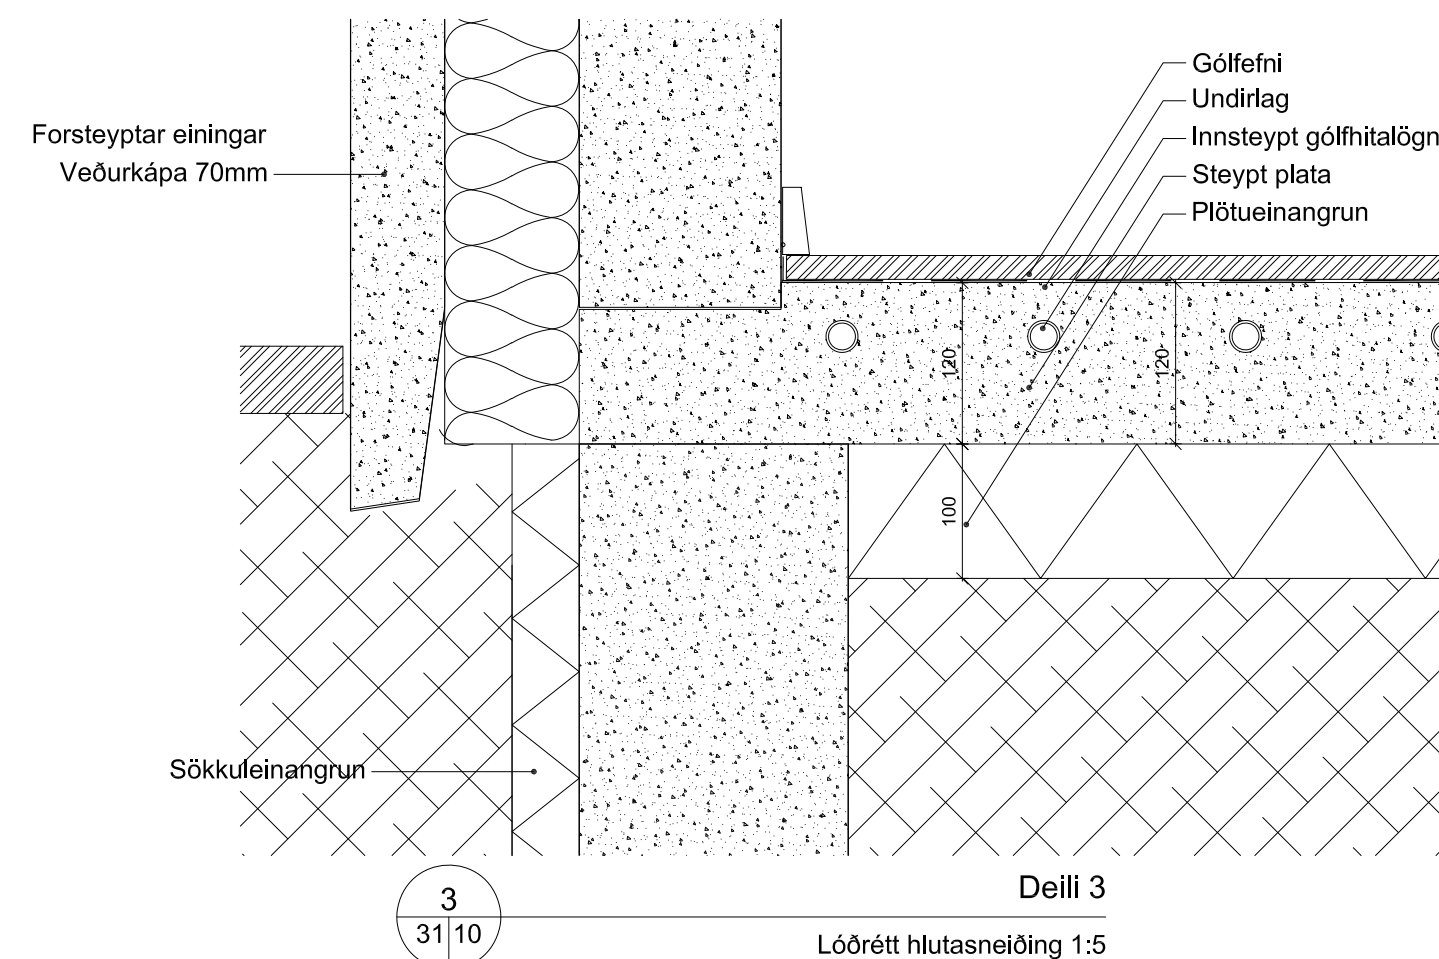 Gólfefni
Undirlag
Innsteypt gólfhitalögn
Steypt plata
Plötueinangrun
Forsteyptar einingar
Veðurkápa 70mm
120
120
100
Sökkuleinangrun
3
31 10
Deili 3
Lóðrétt hlutasneiðing 1:5